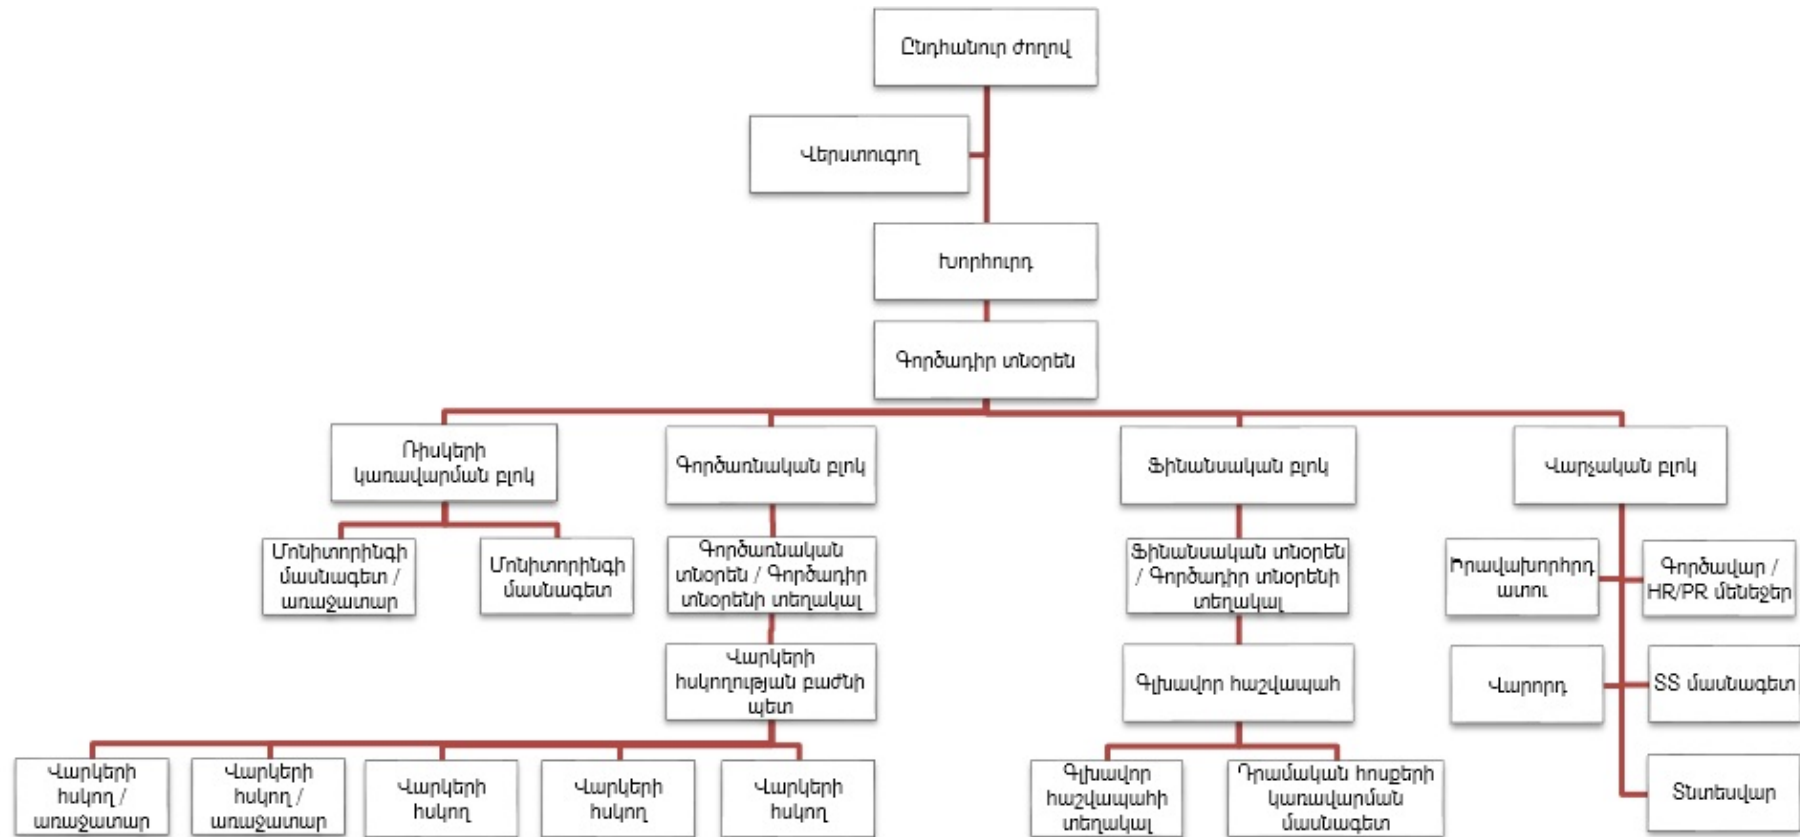 Ընդհանուր ժողով
Վերստուգող
Խորհուրդ
Գործադիր տնօրեն
Ռիսկերի
կառավարման բլոկ
Գործառնական բլոկ
Ֆինանսական բլոկ
Վարչական բլոկ
Մոնիտորինգի
մասնագետ /
առաջատար
Մոնիտորինգի
մասնագետ
Գործառնական
տնօրեն / Գործադիր
տնօրենի տեղակալ
Ֆինանսական տնօրեն
/ Գործադիր տնօրենի
տեղակալ
Իրավախորհրդ
ատու
Գործավար /
HR/PR մենեջեր
Վարկերի
հսկողության բաժնի
պետ
Գլխավոր հաշվապահ
Վարորդ
ՏՏ մասնագետ
Վարկերի
հսկող /
առաջատար
Վարկերի
հսկող /
առաջատար
Վարկերի
հսկող
Վարկերի
հսկող
Վարկերի
հսկող
Գլխավոր
հաշվապահի
տեղակալ
Դրամական հոսքերի
կառավարման
մասնագետ
Տնտեսվար